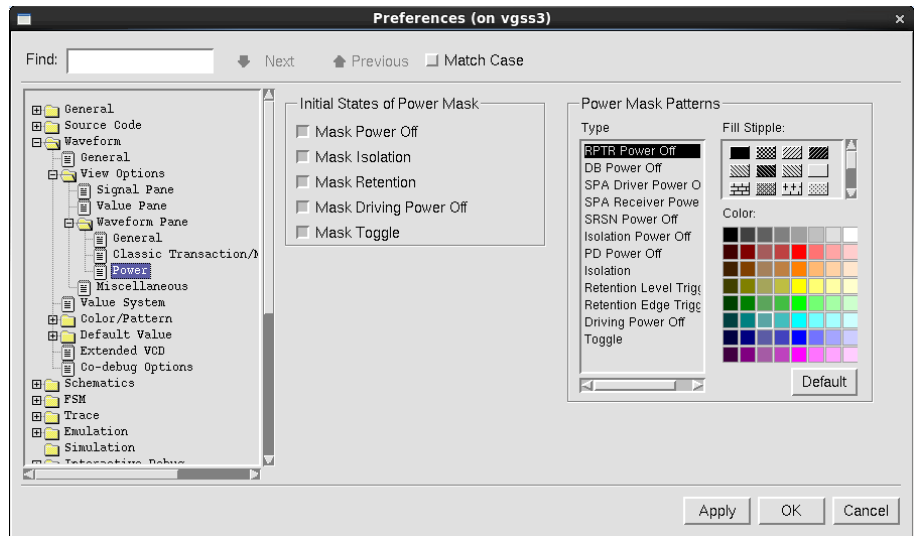 Preferences (on vgss3)
Find:
Next
Previous
Match Case
General
Source Code
Waveform
General
View Options
Signal Pane
Value Pane
Waveform Pane
General
Classic Transaction/M
Power
Miscellaneous
Value System
Color/Pattern
Default Value
Extended VCD
Co-debug Options
Schematics
FSM
Trace
Emulation
Simulation
Interactive Debug
Initial States of Power Mask
Mask Power Off
Mask Isolation
Mask Retention
Mask Driving Power Off
Mask Toggle
Power Mask Patterns
Type
RPTR Power Off
DB Power Off
SPA Driver Power O
SPA Receiver Powe
SRSN Power Off
Isolation Power Off
PD Power Off
Isolation
Retention Level Trigg
Retention Edge Trigg
Driving Power Off
Toggle
Fill Stipple:
Color:
Default
Apply
OK
Cancel